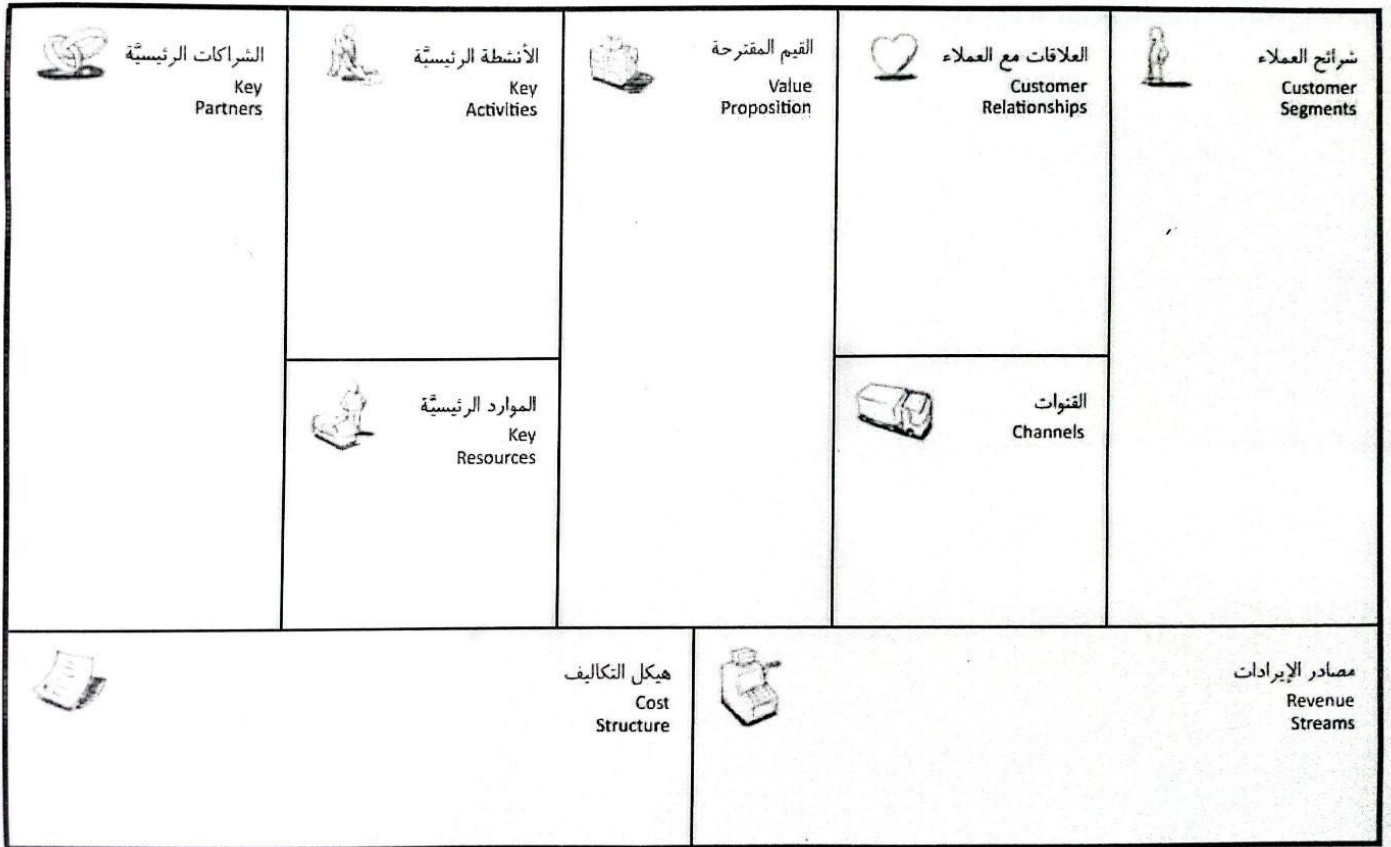 الشراكات الرئيسيَّة
Key
Partners
الأنشطة الرئيسيَّة
Key
Activities
القيم المقترحة
Value
Proposition
العلاقات مع العملاء
Customer
Relationships
شرائح العملاء
Customer
Segments
الموارد الرئيسيَّة
Key
Resources
القنوات
Channels
هيكل التكاليف
Cost
Structure
مصادر الإيرادات
Revenue
Streams